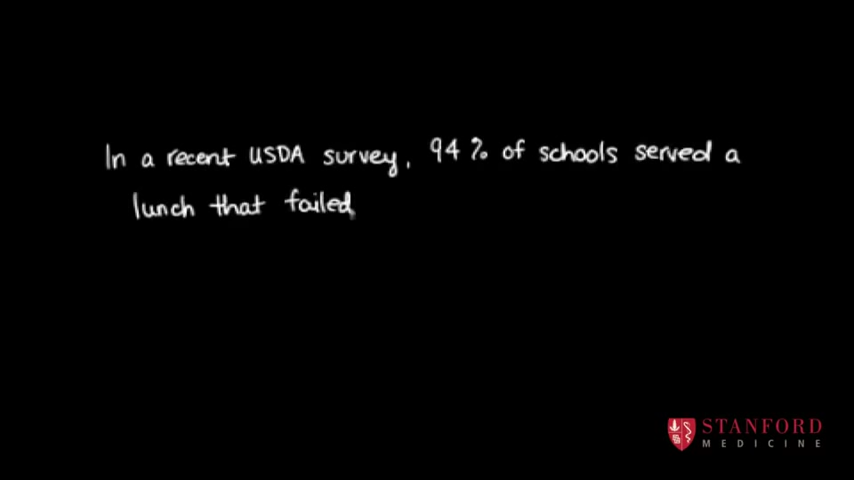 In a recent USDA survey, 94% of schools served a
lunch that failed
STANFORD
MEDICINE